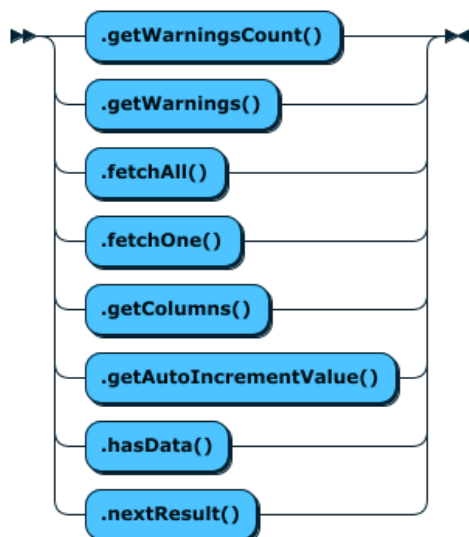 .getWarningsCount()
.getWarnings()
.fetchAll()
.fetchOne()
.getColumns()
.getAutoIncrementValue()
.hasData()
.nextResult()